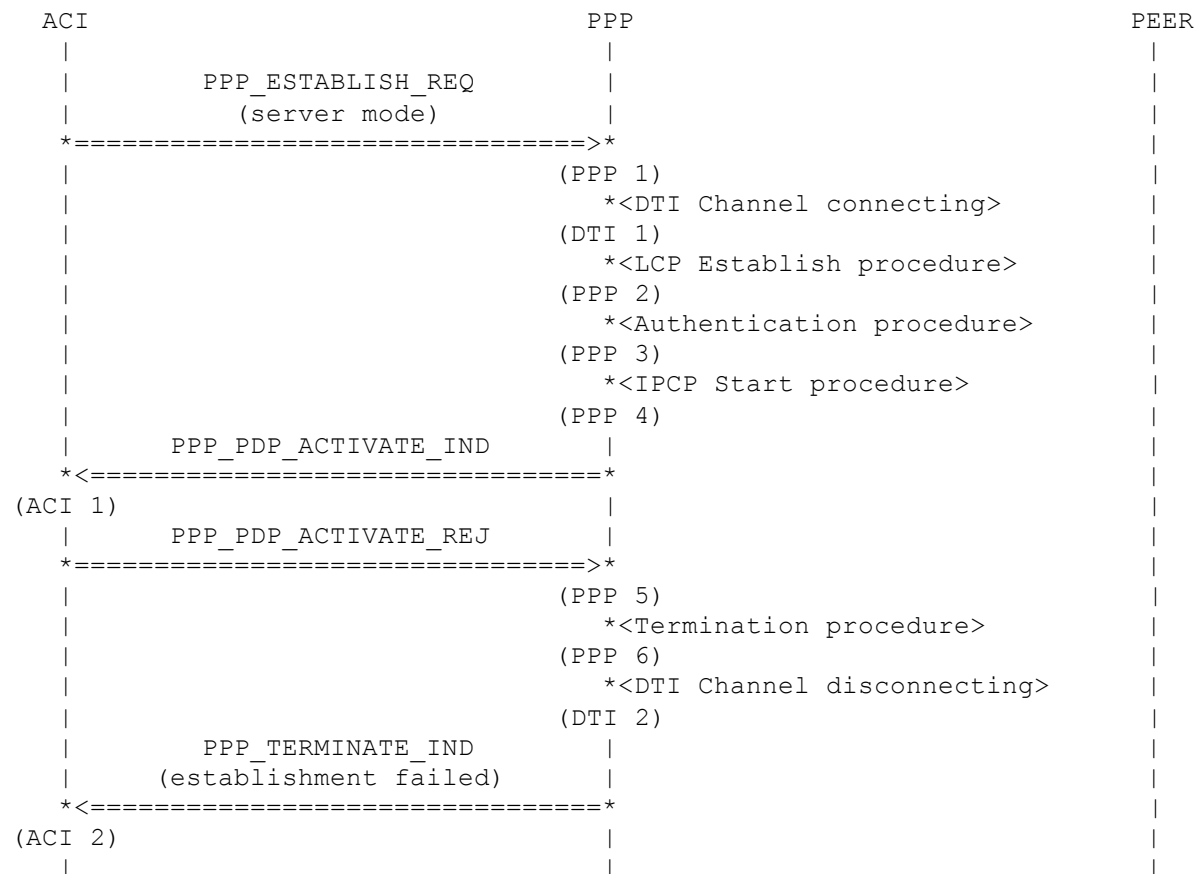 ACI PPP PEER
PPP_ESTABLISH_REQ
(server mode)
*================================>*
(PPP 1)
*<DTI Channel connecting>
(DTI 1)
*<LCP Establish procedure>
(PPP 2)
*<Authentication procedure>
(PPP 3)
*<IPCP Start procedure>
(PPP 4)
PPP_PDP_ACTIVATE_IND
*<================================*
(ACI 1)
PPP_PDP_ACTIVATE_REJ
*================================>*
(PPP 5)
*<Termination procedure>
(PPP 6)
*<DTI Channel disconnecting>
(DTI 2)
PPP_TERMINATE_IND
(establishment failed)
*<================================*
(ACI 2)